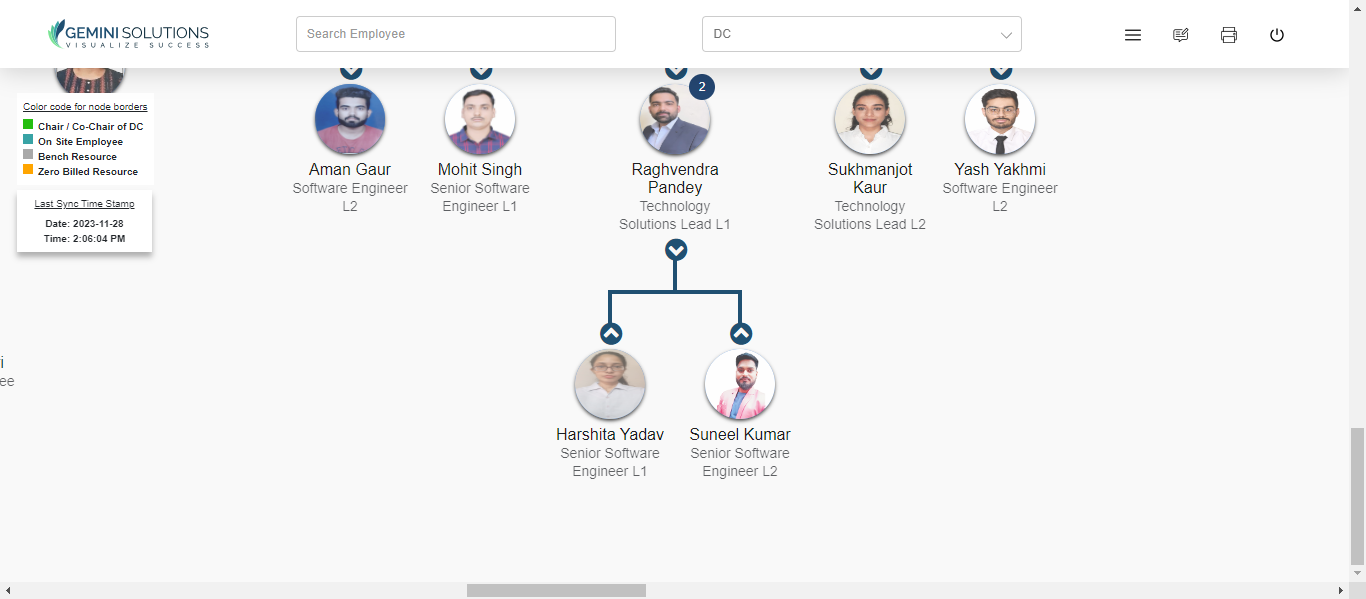 GEMINI SOLUTIONS
VISUALIZE SUCCESS
Search Employee
DC
Color code for node borders
Chair / Co-Chair of DC
On Site Employee
Bench Resource
Zero Billed Resource
Last Sync Time Stamp
Date: 2023-11-28
Time: 2:06:04 PM
2
Aman Gaur
Software Engineer
L2
Mohit Singh
Senior Software
Engineer L1
Raghvendra
Pandey
Technology
Solutions Lead L1
Sukhmanjot
Kaur
Technology
Solutions Lead L2
Yash Yakhmi
Software Engineer
L2
Harshita Yadav
Senior Software
Engineer L1
Suneel Kumar
Senior Software
Engineer L2